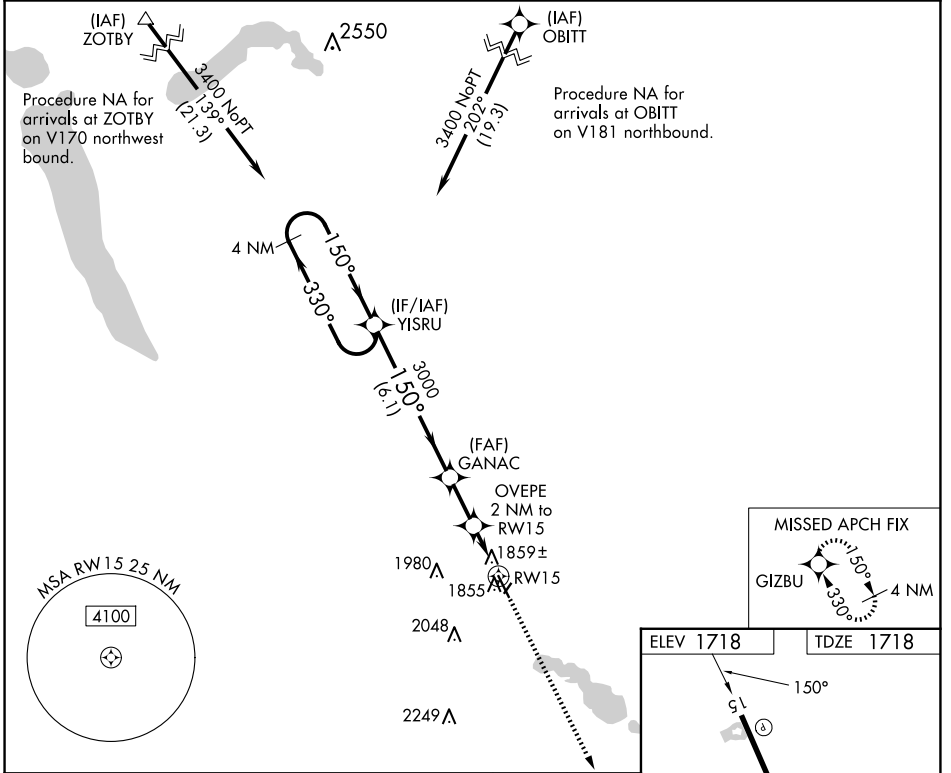 (IAF)
ZOTBY
2550
(IAF)
OBITT
Procedure NA for
arrivals at ZOTBY
on V170 northwest
bound.
3400 NoPT
139°
(21.3)
3400 NoPT
202°
(19.3)
Procedure NA for
arrivals at OBITT
on V181 northbound.
4 NM
150°
330°
(IF/IAF)
YISRU
3000
150°
(6.1)
(FAF)
GANAC
OVEPE
2 NM to
RW15
1859±
1980
1855
RW15
2048
2249
MSA RW15 25 NM
4100
MISSED APCH FIX
GIZBU
150°
330°
4 NM
ELEV 1718
TDZE 1718
150°
15
P